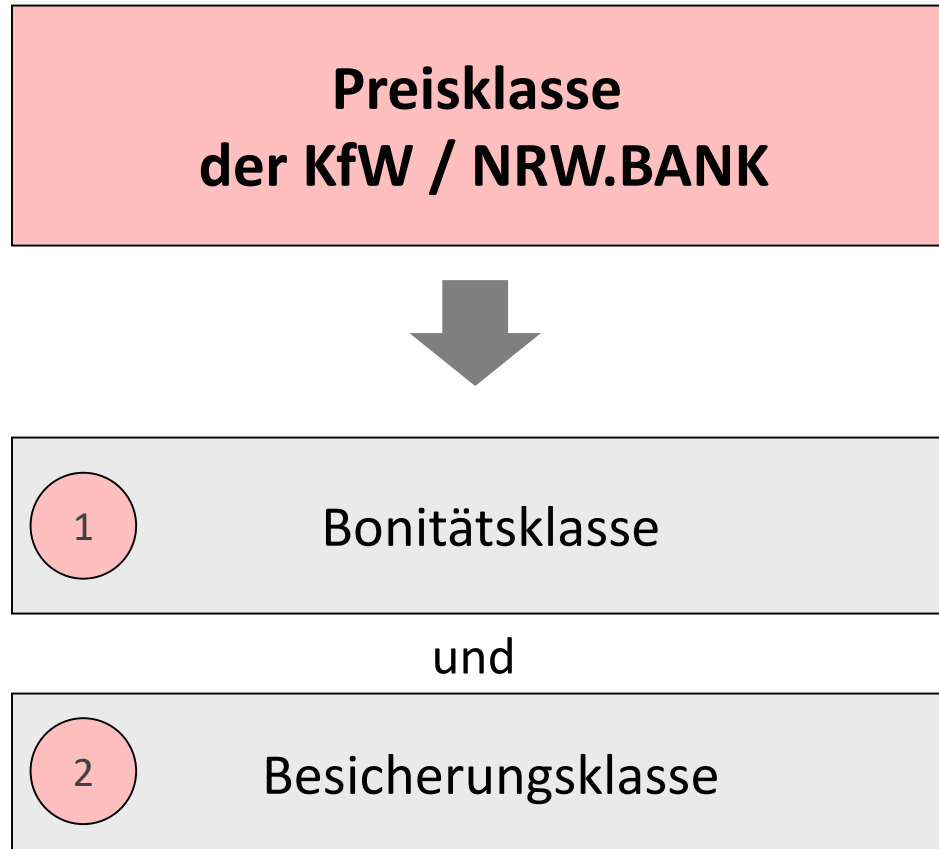 Preisklasse
der KfW / NRW.BANK
1
Bonitätsklasse
und
2
Besicherungsklasse